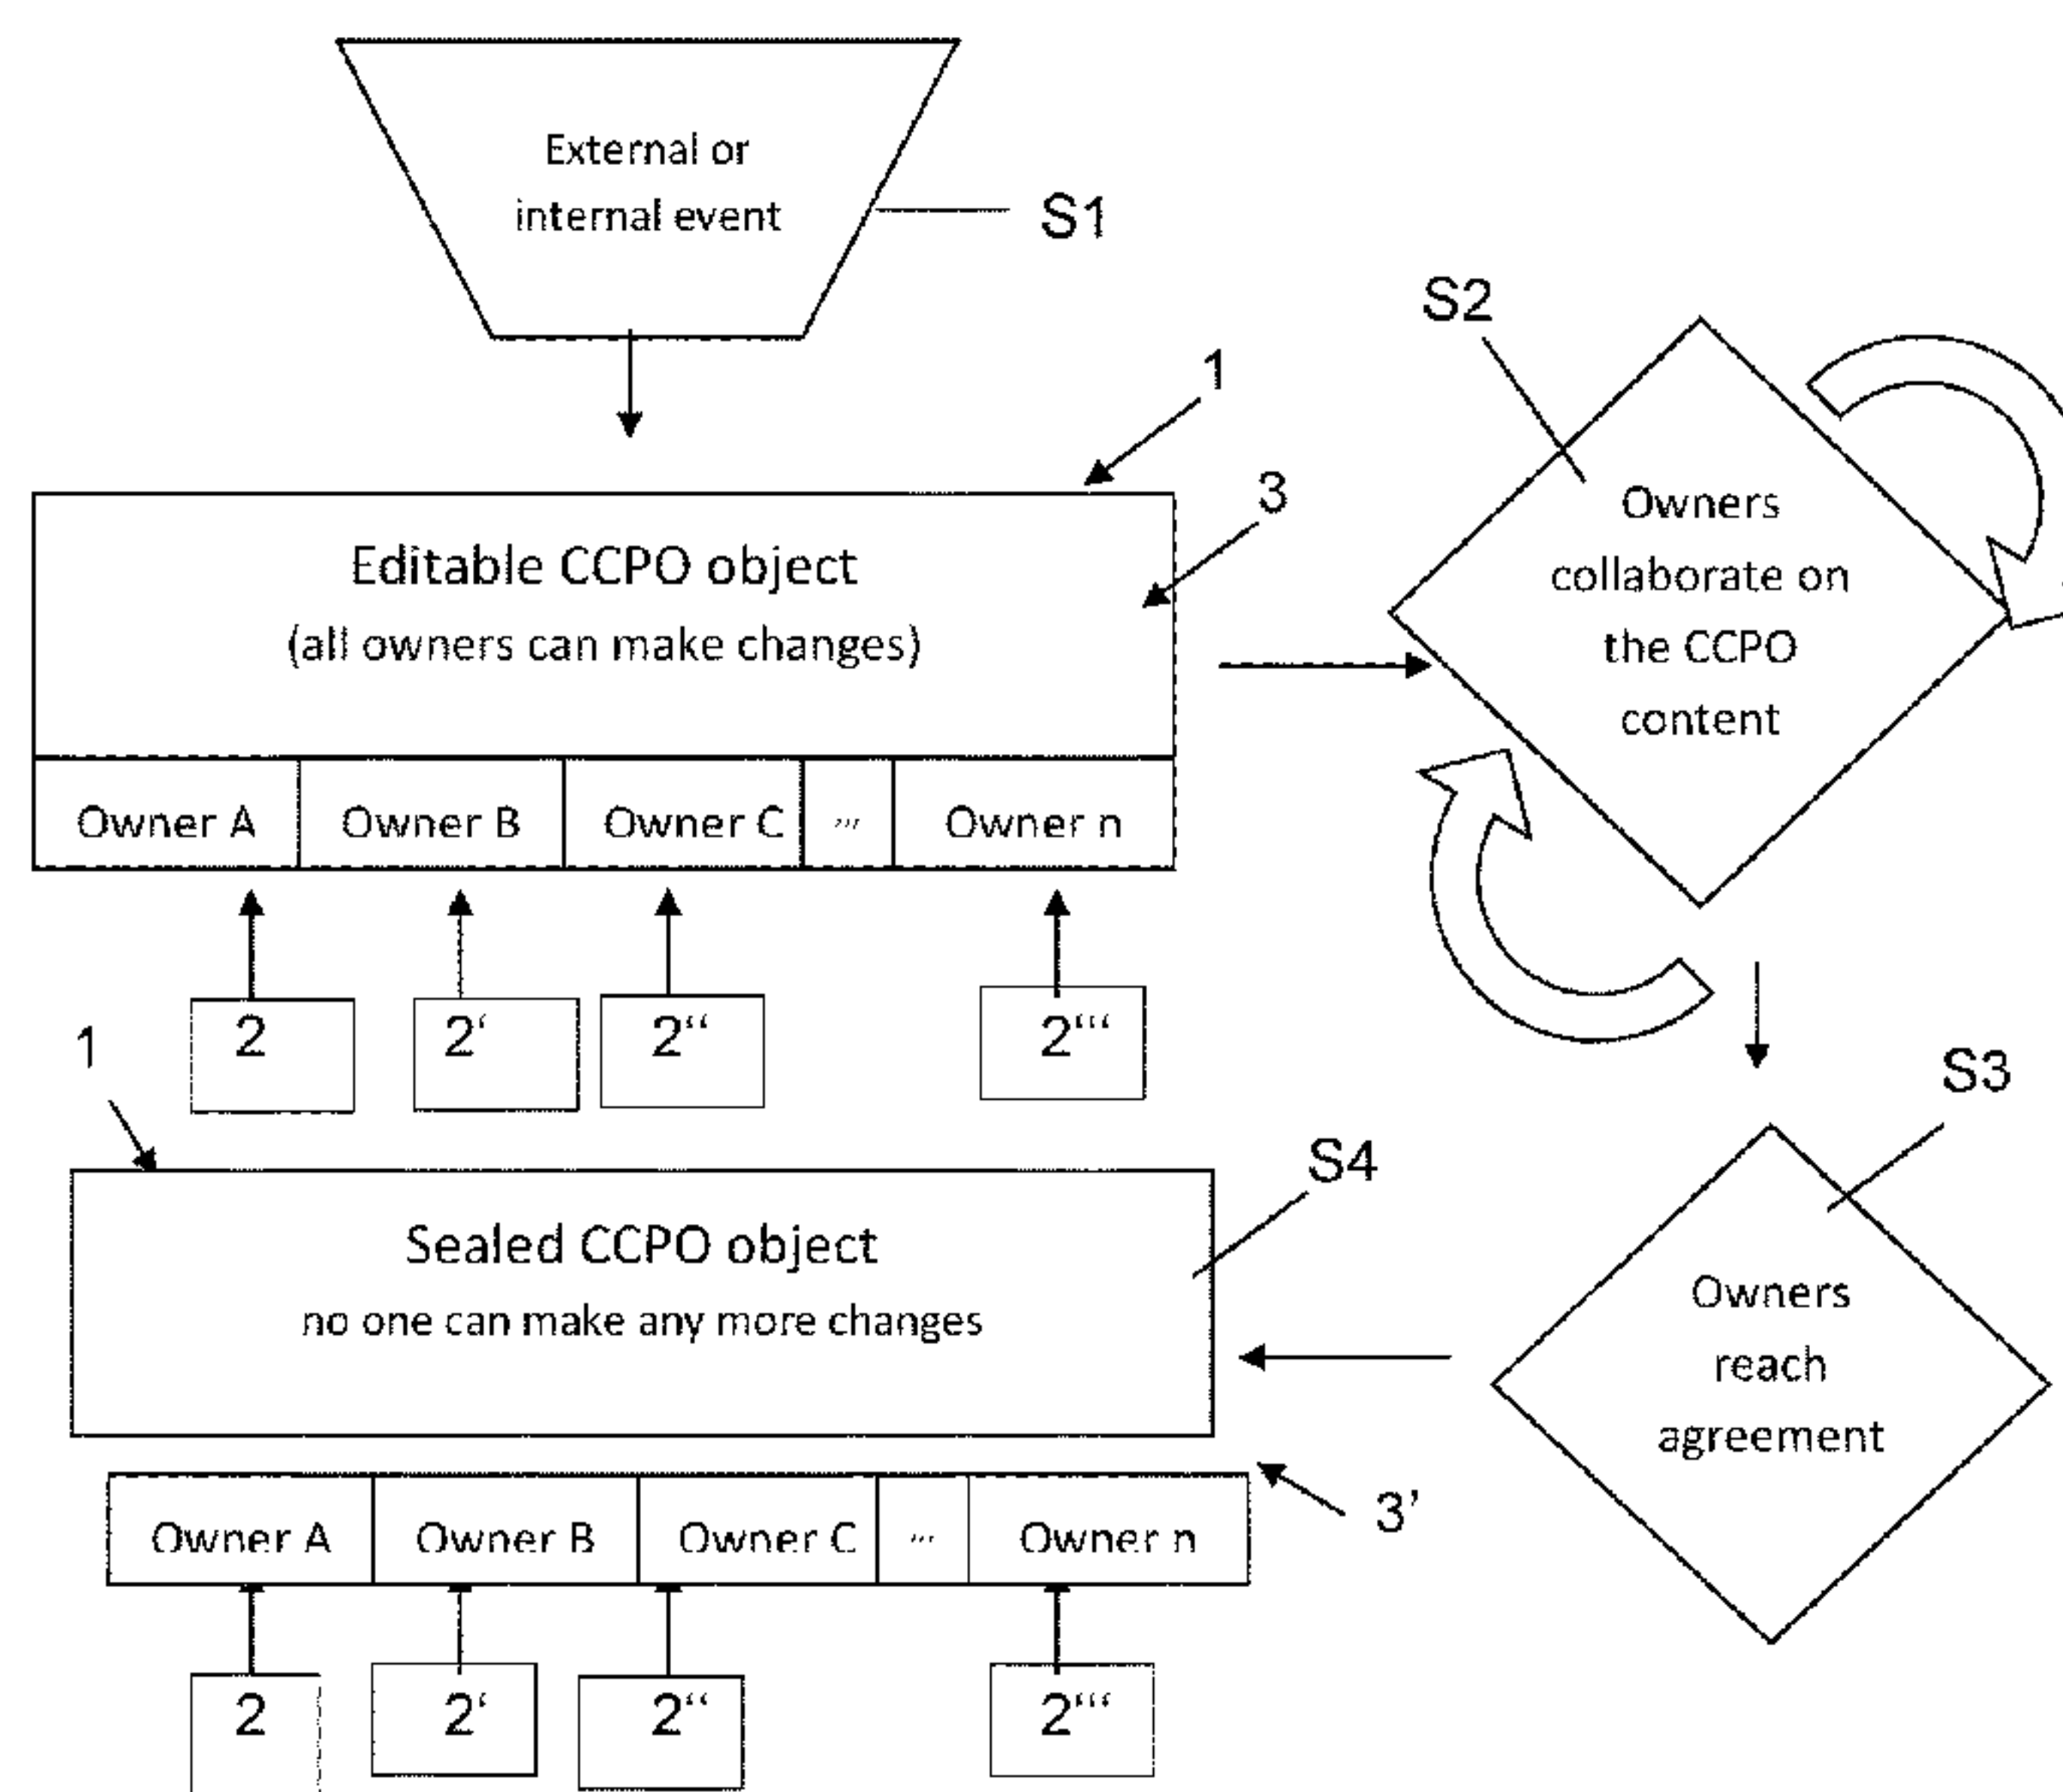 External or
internal event
S1
S2
1
3
Editable CCPO object
(all owners can make changes)
Owners
collaborate on
the CCPO
content
Owner A Owner B Owner C ... Owner n
2 2‘ 2“ 2“‘
1
S3
S4
Sealed CCPO object
no one can make any more changes
Owners
reach
agreement
3’
Owner A Owner B Owner C ... Owner n
2 2‘ 2“ 2“‘